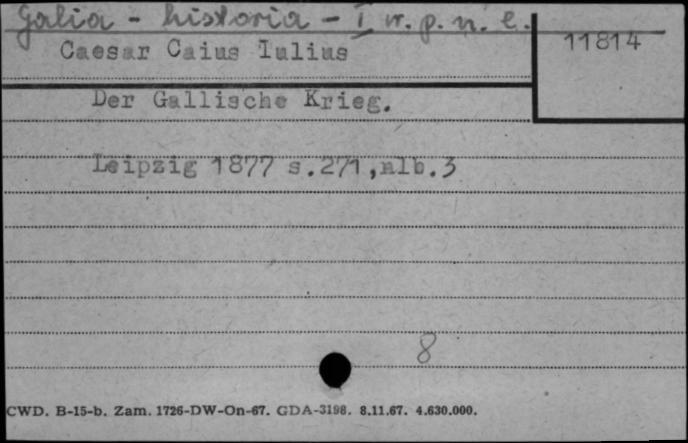 Galia - historia - I w. p. n. e.
11814
Caesar Caius Iulius
Der Gallische Krieg.
Leipzig 1877 s.271,nlb.3
8
CWD. B-15-b. Zam. 1726-DW-On-67. GDA-3198. 8.11.67. 4.630.000.